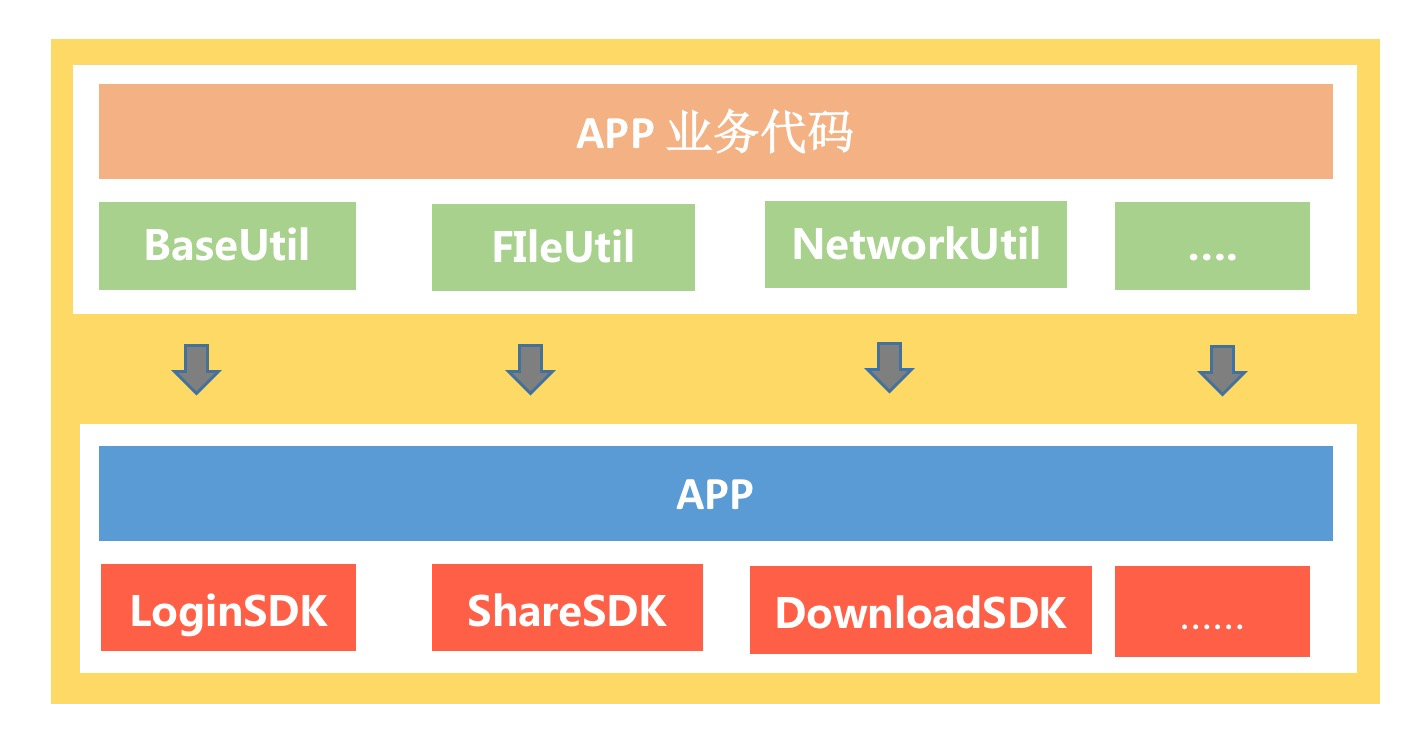 APP 业务代码
BaseUtil
FIleUtil
NetworkUtil
....
APP
LoginSDK
ShareSDK
DownloadSDK
......